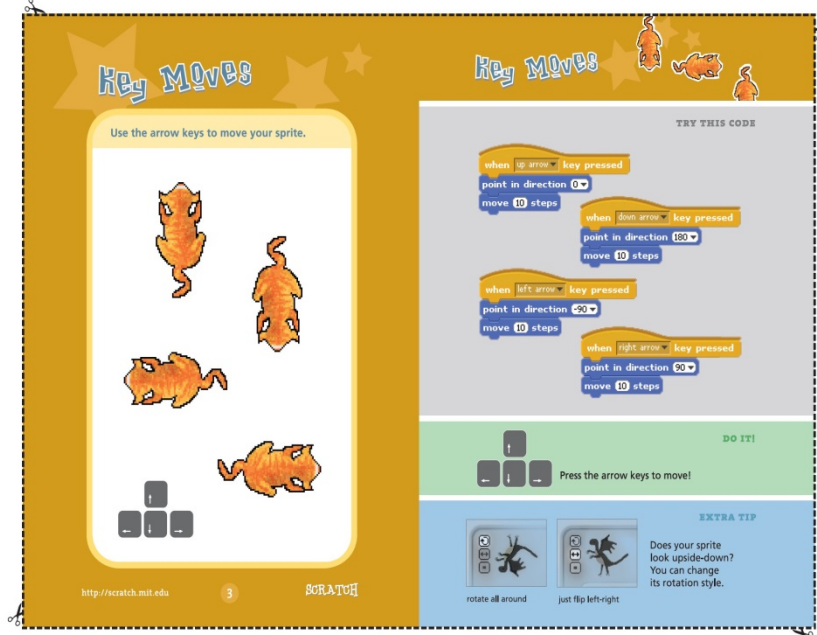 Key Moves
Use the arrow keys to move your sprite.
↑
← ↓ →
http://scratch.mit.edu
3
SCRATCH
Key Moves
TRY THIS CODE
when up arrow key pressed
point in direction 0
move 10 steps
when down arrow key pressed
point in direction 180
move 10 steps
when left arrow key pressed
point in direction -90
move 10 steps
when right arrow key pressed
point in direction 90
move 10 steps
DO IT!
↑
← ↓ →
Press the arrow keys to move!
EXTRA TIP
Does your sprite
look upside-down?
You can change
its rotation style.
rotate all around
just flip left-right